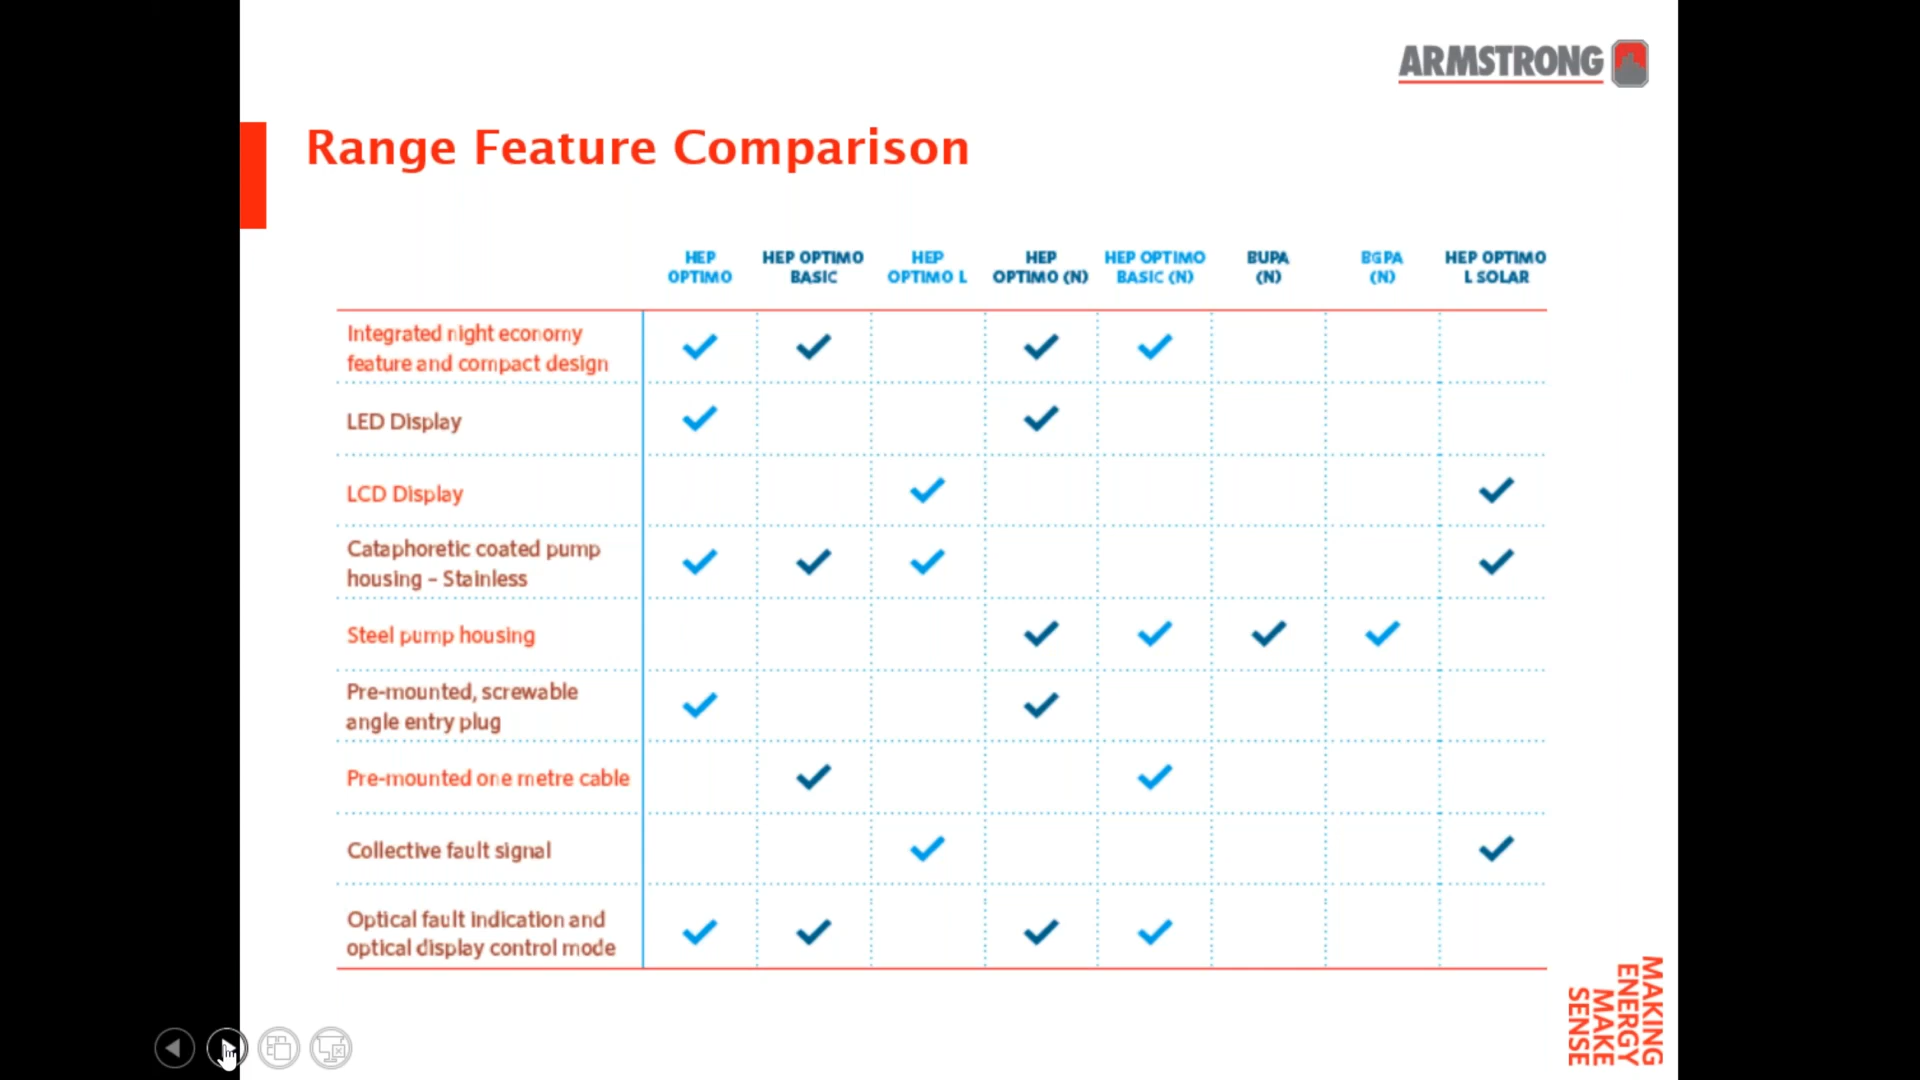 ARMSTRONG
Range Feature Comparison
HEP
OPTIMO
HEP OPTIMO
BASIC
HEP
OPTIMO L
HEP
OPTIMO (N)
HEP OPTIMO
BASIC (N)
BUPA
(N)
BGPA
(N)
HEP OPTIMO
L SOLAR
Integrated night economy
feature and compact design
LED Display
LCD Display
Cataphoretic coated pump
housing – Stainless
Steel pump housing
Pre-mounted, screwable
angle entry plug
Pre-mounted one metre cable
Collective fault signal
Optical fault indication and
optical display control mode
MAKING
ENERGY
MAKE
SENSE